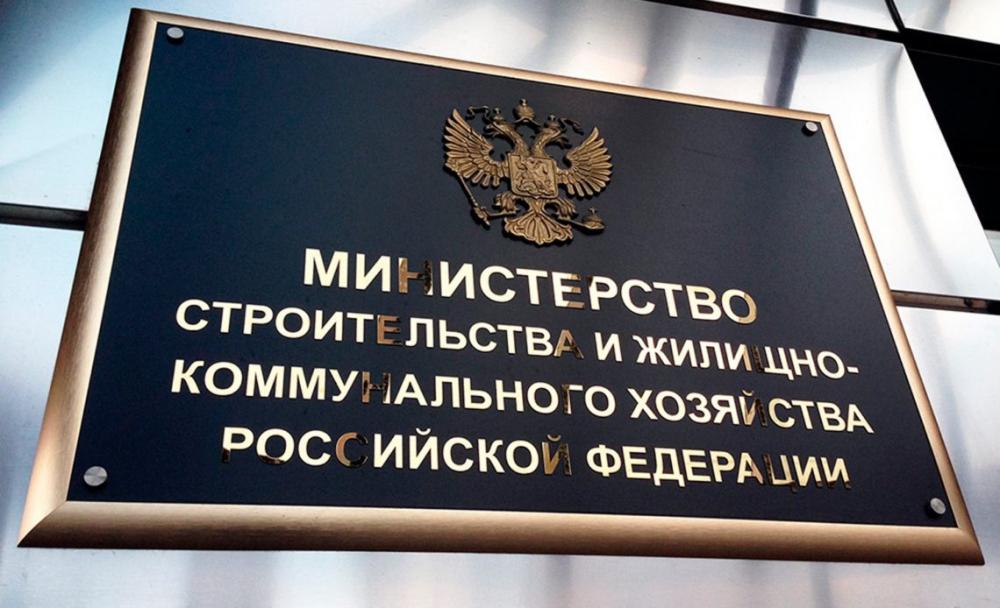 МИНИСТЕРСТВО
СТРОИТЕЛЬСТВА И ЖИЛИЩНО-
КОММУНАЛЬНОГО ХОЗЯЙСТВА
РОССИЙСКОЙ ФЕДЕРАЦИИ